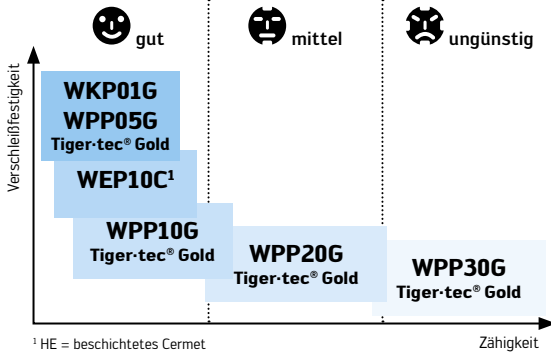 gut
mittel
ungünstig
Verschleißfestigkeit
WKP01G
WPP05G
Tiger·tec® Gold
WEP10C¹
WPP10G
Tiger·tec® Gold
WPP20G
Tiger·tec® Gold
WPP30G
Tiger·tec® Gold
¹ HE = beschichtetes Cermet
Zähigkeit